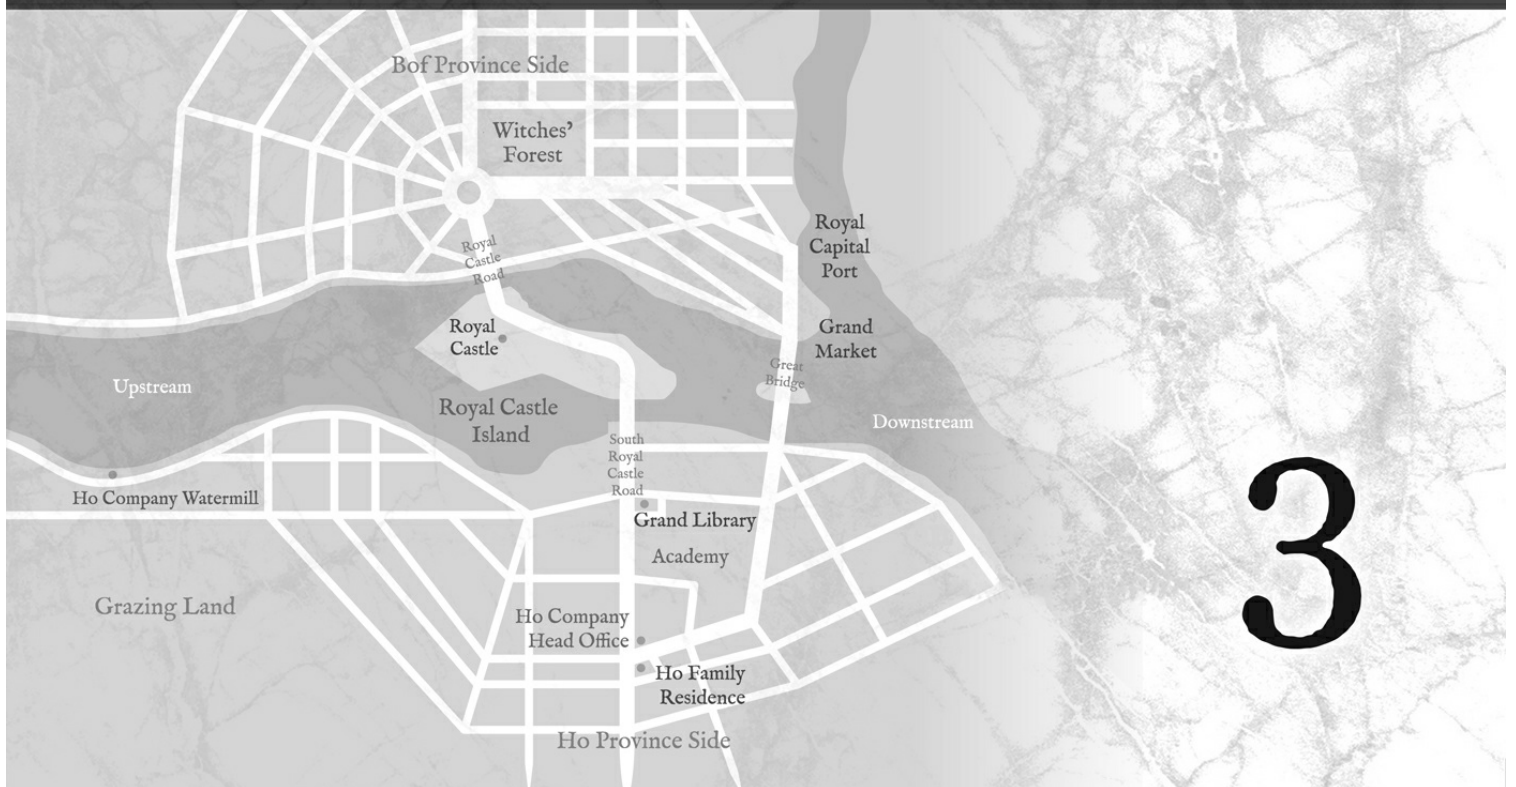 Bof Province Side
Witches'
Forest
Royal
Castle
Road
Royal
Capital
Port
Royal
Castle
Grand
Market
Great
Bridge
Upstream
Royal Castle
Island
Downstream
South
Royal
Castle
Road
Ho Company Watermill
Grand Library
Academy
Grazing Land
Ho Company
Head Office
Ho Family
Residence
Ho Province Side
3